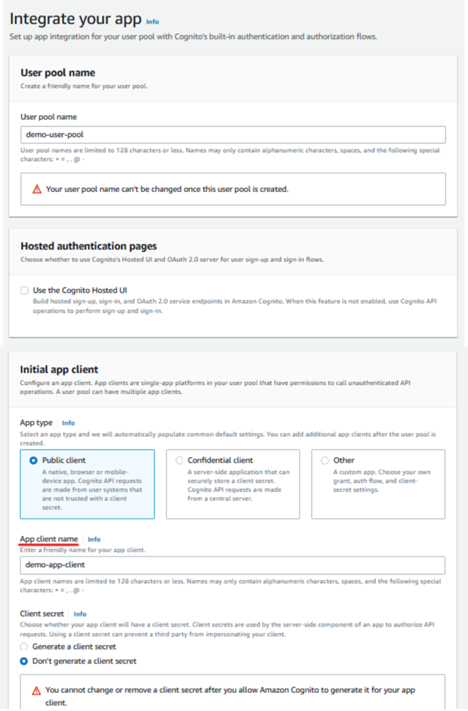 Integrate your app Info
Set up app integration for your user pool with Cognito's built-in authentication and authorization flows.
User pool name
Create a friendly name for your user pool.
User pool name
demo-user-pool
User pool names are limited to 128 characters or less. Names may only contain alphanumeric characters, spaces, and the following special
characters: + = , . @ -
Your user pool name can't be changed once this user pool is created.
Hosted authentication pages
Choose whether to use Cognito's Hosted UI and OAuth 2.0 server for user sign-up and sign-in flows.
Use the Cognito Hosted UI
Build hosted sign-up, sign-in, and OAuth 2.0 service endpoints in Amazon Cognito. When this feature is not enabled, use Cognito API
operations to perform sign-up and sign-in.
Initial app client
Configure an app client. App clients are single-app platforms in your user pool that have permissions to call unauthenticated API
operations. A user pool can have multiple app clients.
App type Info
Select an app type and we will automatically populate common default settings. You can add additional app clients after the user pool is
created.
Public client
A native, browser or mobile-
device app. Cognito API requests
are made from user systems that
are not trusted with a client
secret.
Confidential client
A server-side application that can
securely store a client secret.
Cognito API requests are made
from a central server.
Other
A custom app. Choose your own
grant, auth flow, and client-
secret settings.
App client name Info
Enter a friendly name for your app client.
demo-app-client
App client names are limited to 128 characters or less. Names may only contain alphanumeric characters, spaces, and the following special
characters: + = , . @ -
Client secret Info
Choose whether your app client will have a client secret. Client secrets are used by the server-side component of an app to authorize API
requests. Using a client secret can prevent a third party from impersonating your client.
Generate a client secret
Don't generate a client secret
You cannot change or remove a client secret after you allow Amazon Cognito to generate it for your app
client.